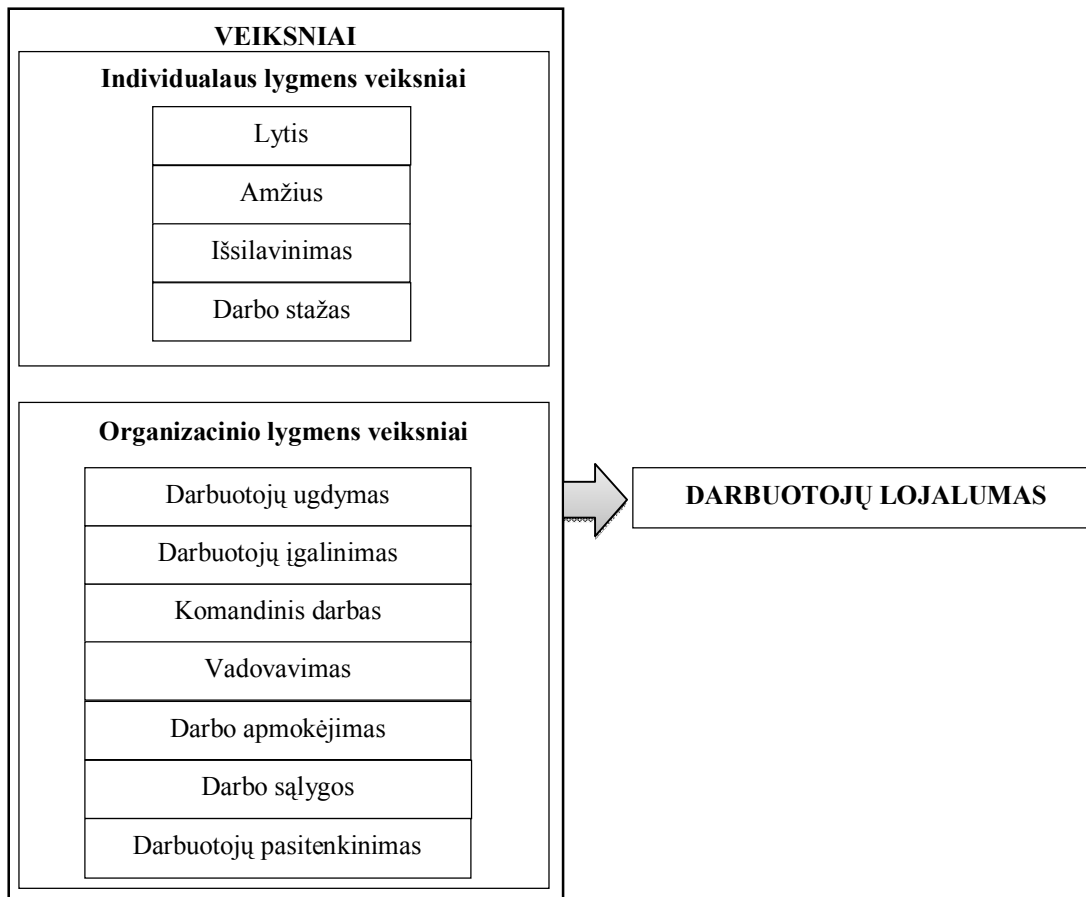 VEIKSNIAI
Individualaus lygmens veiksniai
Lytis
Amžius
Išsilavinimas
Darbo stažas
Organizacinio lygmens veiksniai
Darbuotojų ugdymas
Darbuotojų įgalinimas
Komandinis darbas
Vadovavimas
Darbo apmokėjimas
Darbo sąlygos
Darbuotojų pasitenkinimas
DARBUOTOJŲ LOJALUMAS